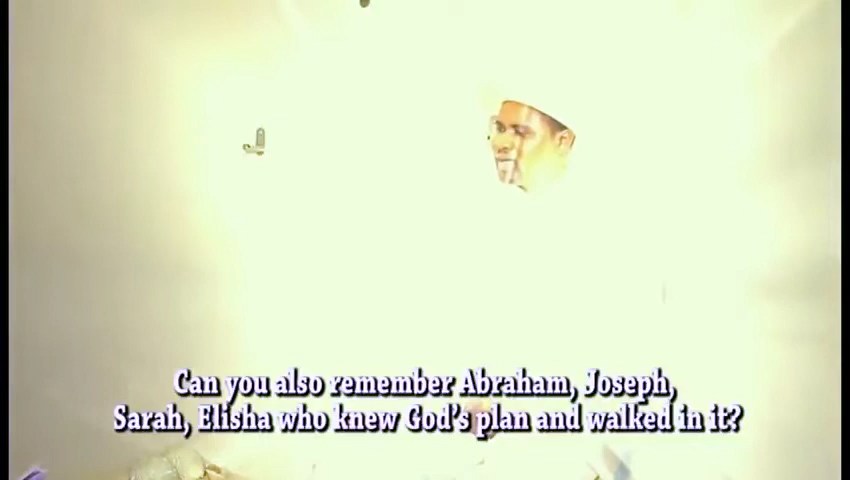 Can you also remember Abraham, Joseph,
Sarah, Elisha who knew God's plan and walked in it?